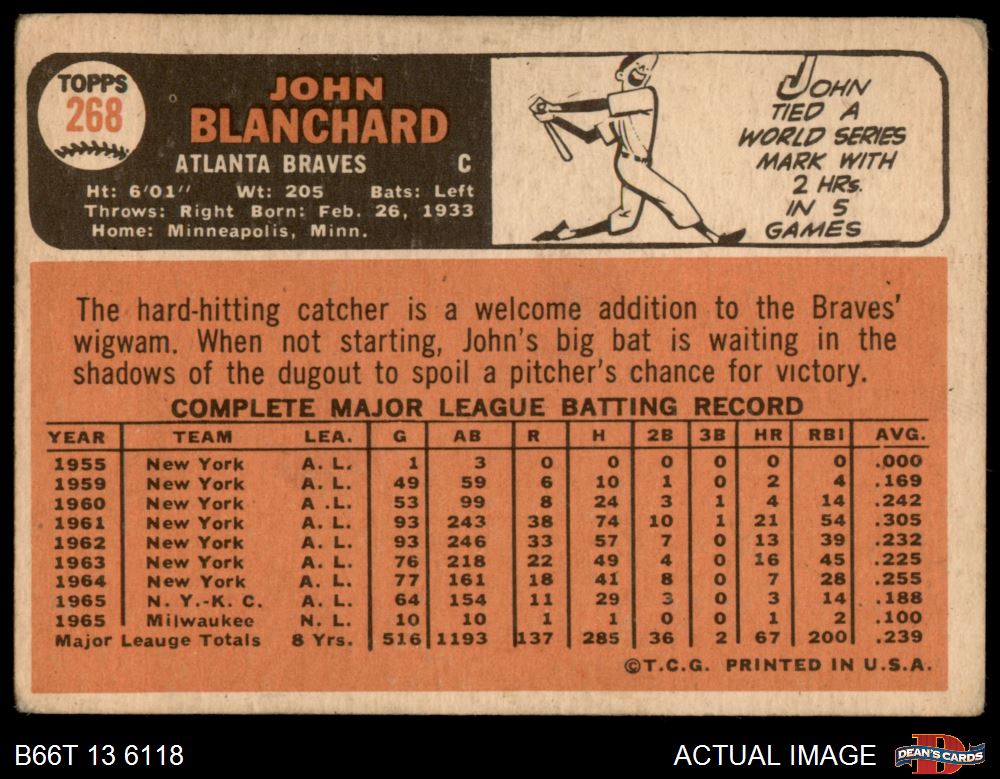 TOPPS
268
JOHN
BLANCHARD
ATLANTA BRAVES C
Ht: 6'01" Wt: 205 Bats: Left
Throws: Right Born: Feb. 26, 1933
Home: Minneapolis, Minn.
JOHN
TIED A
WORLD SERIES
MARK WITH
2 HRs.
IN 5
GAMES
The hard-hitting catcher is a welcome addition to the Braves'
wigwam. When not starting, John's big bat is waiting in the
shadows of the dugout to spoil a pitcher's chance for victory.
COMPLETE MAJOR LEAGUE BATTING RECORD
YEAR TEAM LEA. G AB R H 2B 3B HR RBI AVG.
1955 New York A. L. 1 3 0 0 0 0 0 0 .000
1959 New York A. L. 49 59 6 10 1 0 2 4 .169
1960 New York A .L. 53 99 8 24 3 1 4 14 .242
1961 New York A. L. 93 243 38 74 10 1 21 54 .305
1962 New York A. L. 93 246 33 57 7 0 13 39 .232
1963 New York A. L. 76 218 22 49 4 0 16 45 .225
1964 New York A. L. 77 161 18 41 8 0 7 28 .255
1965 N. Y.-K. C. A. L. 64 154 11 29 3 0 3 14 .188
1965 Milwaukee N. L. 10 10 1 1 0 0 1 2 .100
Major Leauge Totals 8 Yrs. 516 1193 137 285 36 2 67 200 .239
©T.C.G. PRINTED IN U.S.A.
B66T 13 6118
ACTUAL IMAGE
DEAN'S CARDS